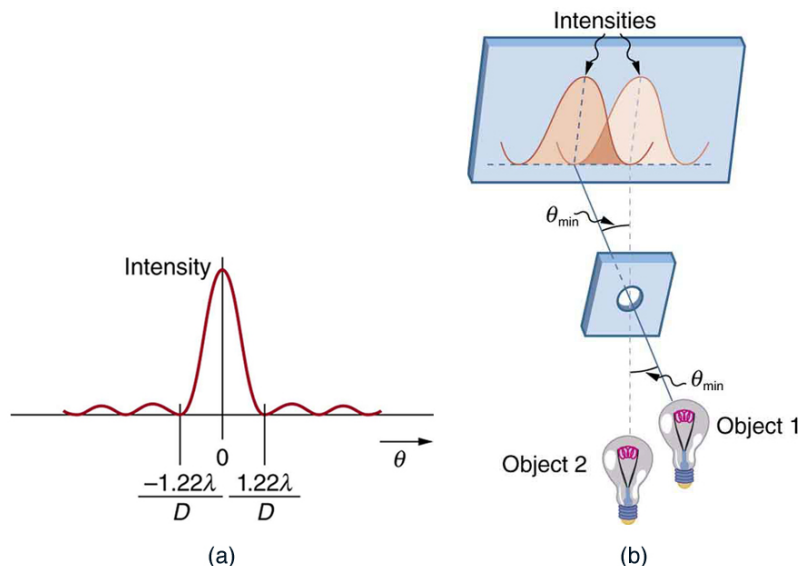 Intensity
0
θ
−1.22λ
D
1.22λ
D
(a)
Intensities
θmin
θmin
Object 1
Object 2
(b)